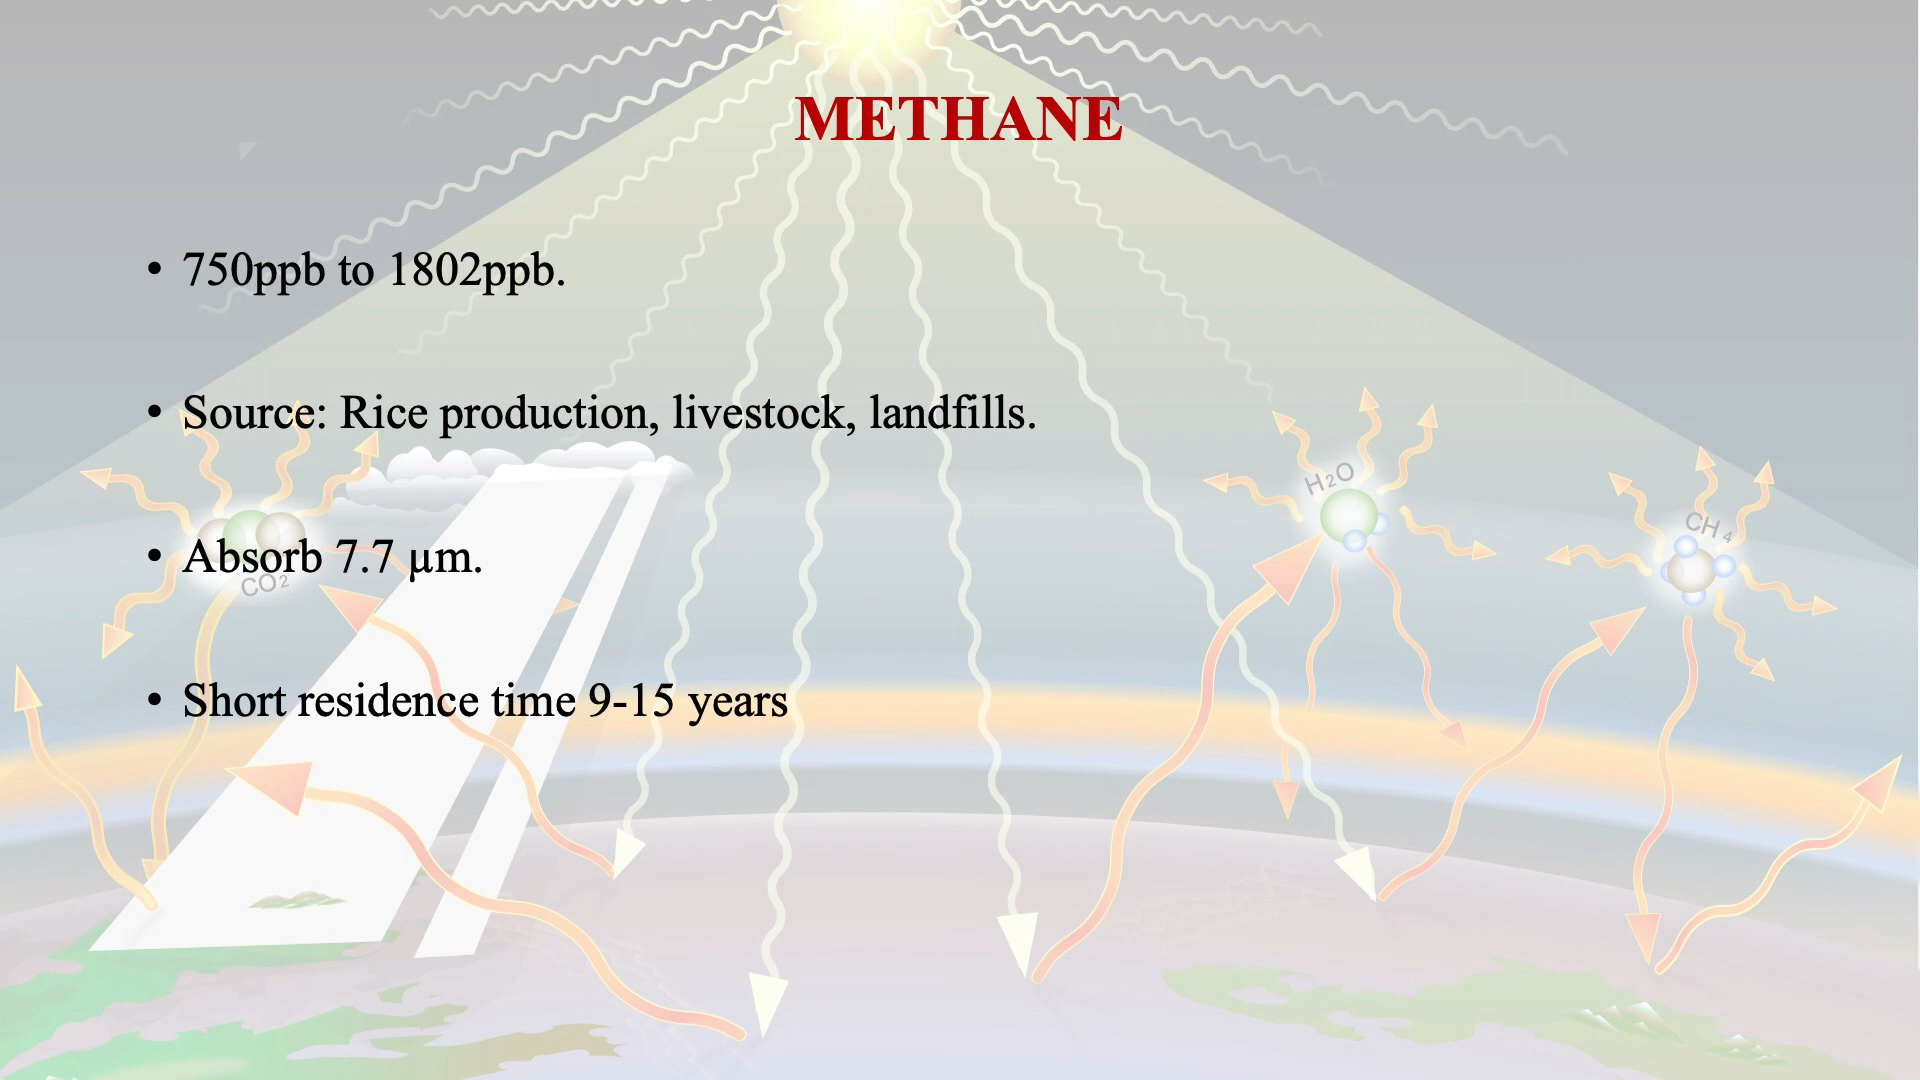 METHANE
• 750ppb to 1802ppb.
• Source: Rice production, livestock, landfills.
H₂O
CH₄
• Absorb 7.7 µm.
CO₂
• Short residence time 9-15 years